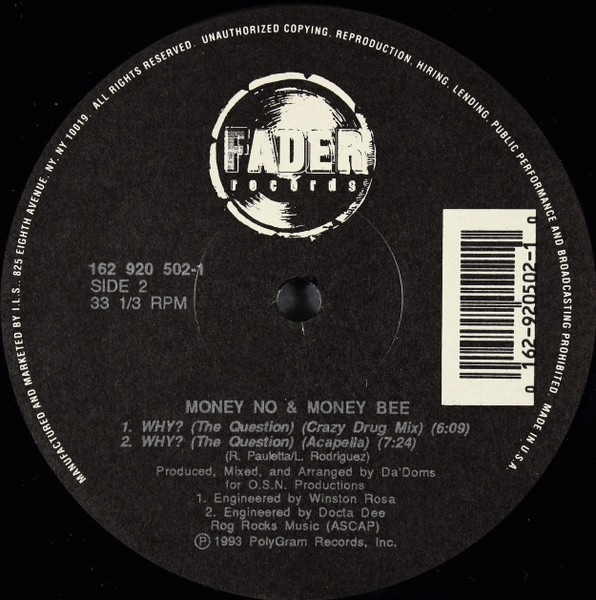 MANUFACTURED AND MARKETED BY I.L.S., 825 EIGHTH AVENUE, NY, NY 10019. ALL RIGHTS RESERVED. UNAUTHORIZED COPYING, REPRODUCTION, HIRING, LENDING, PUBLIC PERFORMANCE AND BROADCASTING PROHIBITED. MADE IN U.S.A.
FADER
records
162 920 502-1
SIDE 2
33 1/3 RPM
0 162-920502-1 0
MONEY NO & MONEY BEE
1. WHY? (The Question) (Crazy Drug Mix) (6:09)
2. WHY? (The Question) (Acapella) (7:24)
(R. Pauletta/L. Rodriguez)
Produced, Mixed, and Arranged by Da'Doms
for O.S.N. Productions
1. Engineered by Winston Rosa
2. Engineered by Docta Dee
Rog Rocks Music (ASCAP)
Ⓟ 1993 PolyGram Records, Inc.